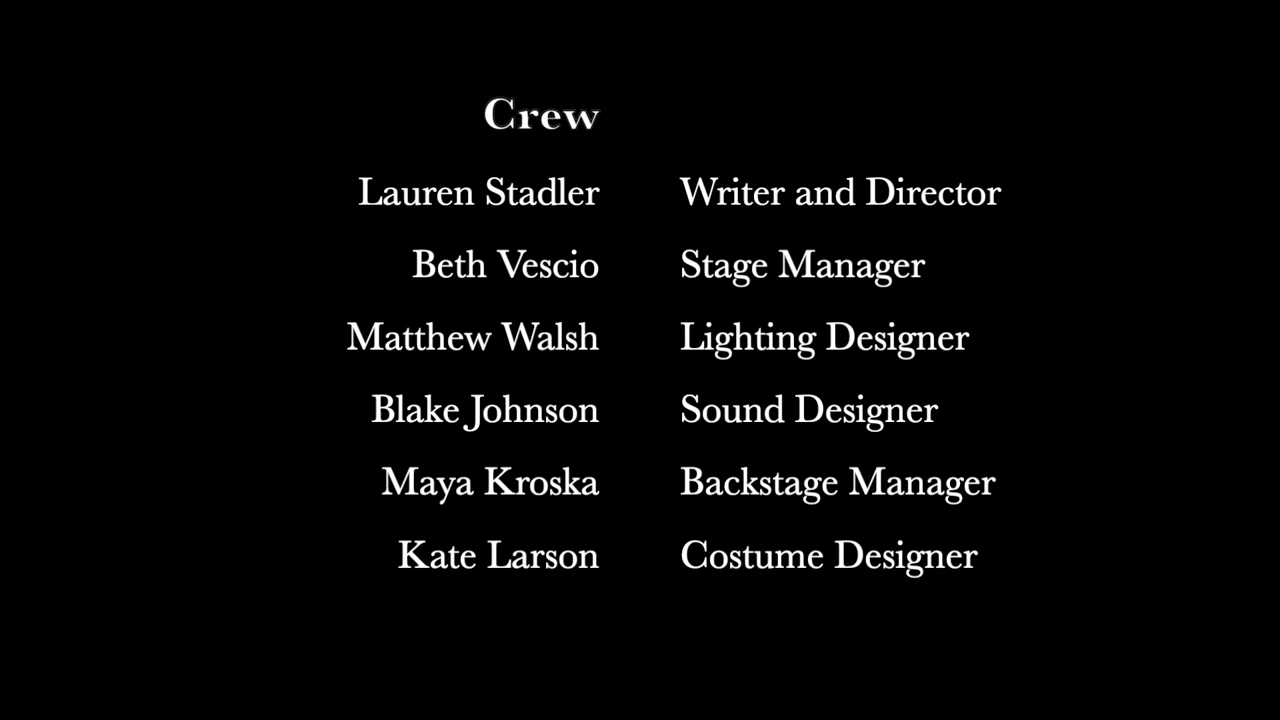 Crew
Lauren Stadler Writer and Director
Beth Vescio Stage Manager
Matthew Walsh Lighting Designer
Blake Johnson Sound Designer
Maya Kroska Backstage Manager
Kate Larson Costume Designer